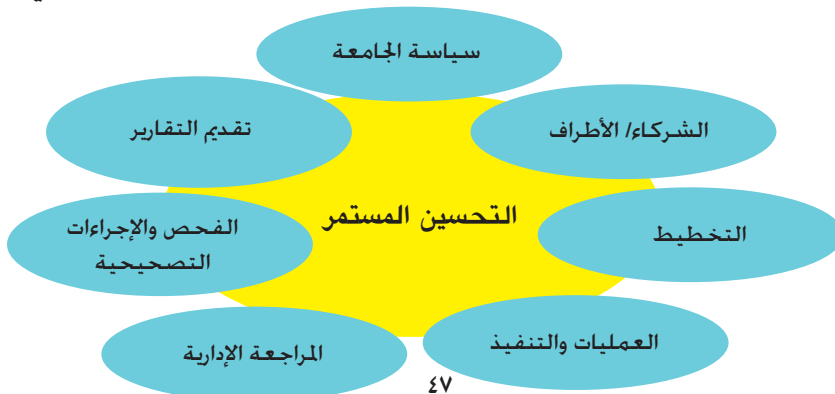 سياسة الجامعة
الشركاء/ الأطراف
تقديم التقارير
التحسين المستمر
التخطيط
الفحص والإجراءات
التصحيحية
العمليات والتنفيذ
المراجعة الإدارية
٤٧